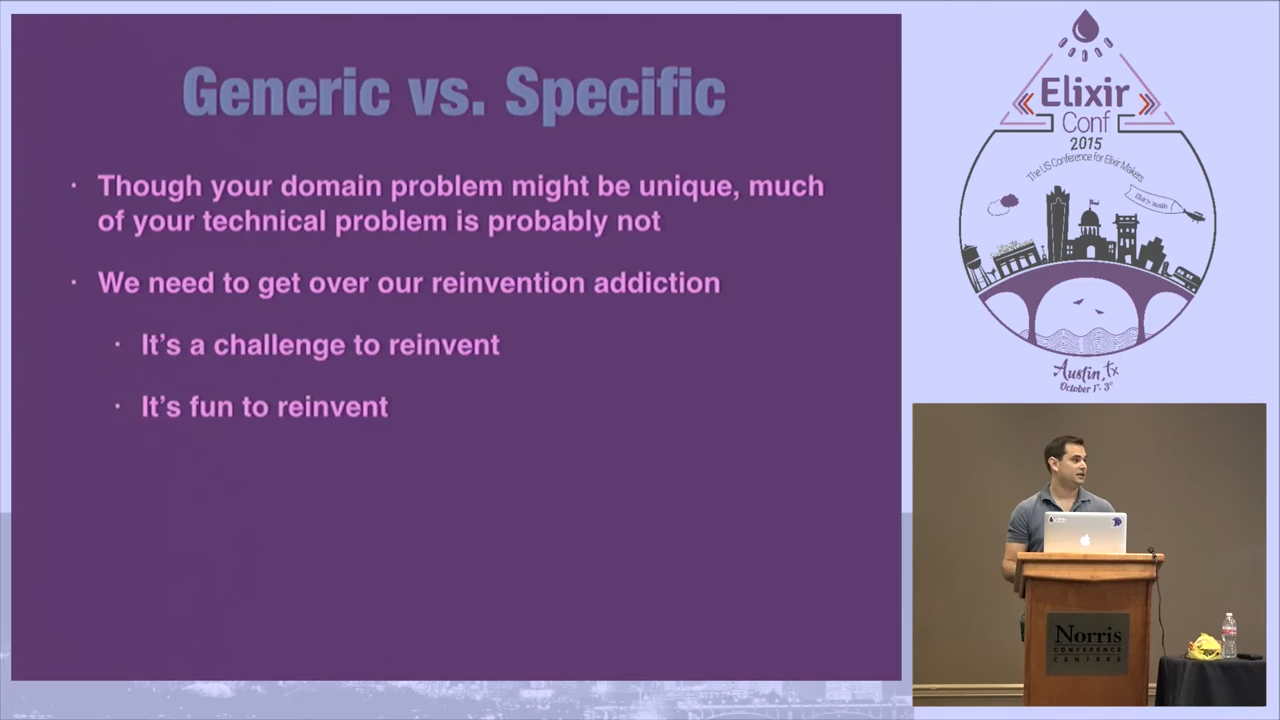 Generic vs. Specific
· Though your domain problem might be unique, much
of your technical problem is probably not
· We need to get over our reinvention addiction
· It's a challenge to reinvent
· It's fun to reinvent
Elixir
Conf
2015
The US Conference for Elixir Makers
Austin, tx
October 1st - 3rd
Norris
CONFERENCE
CENTERS